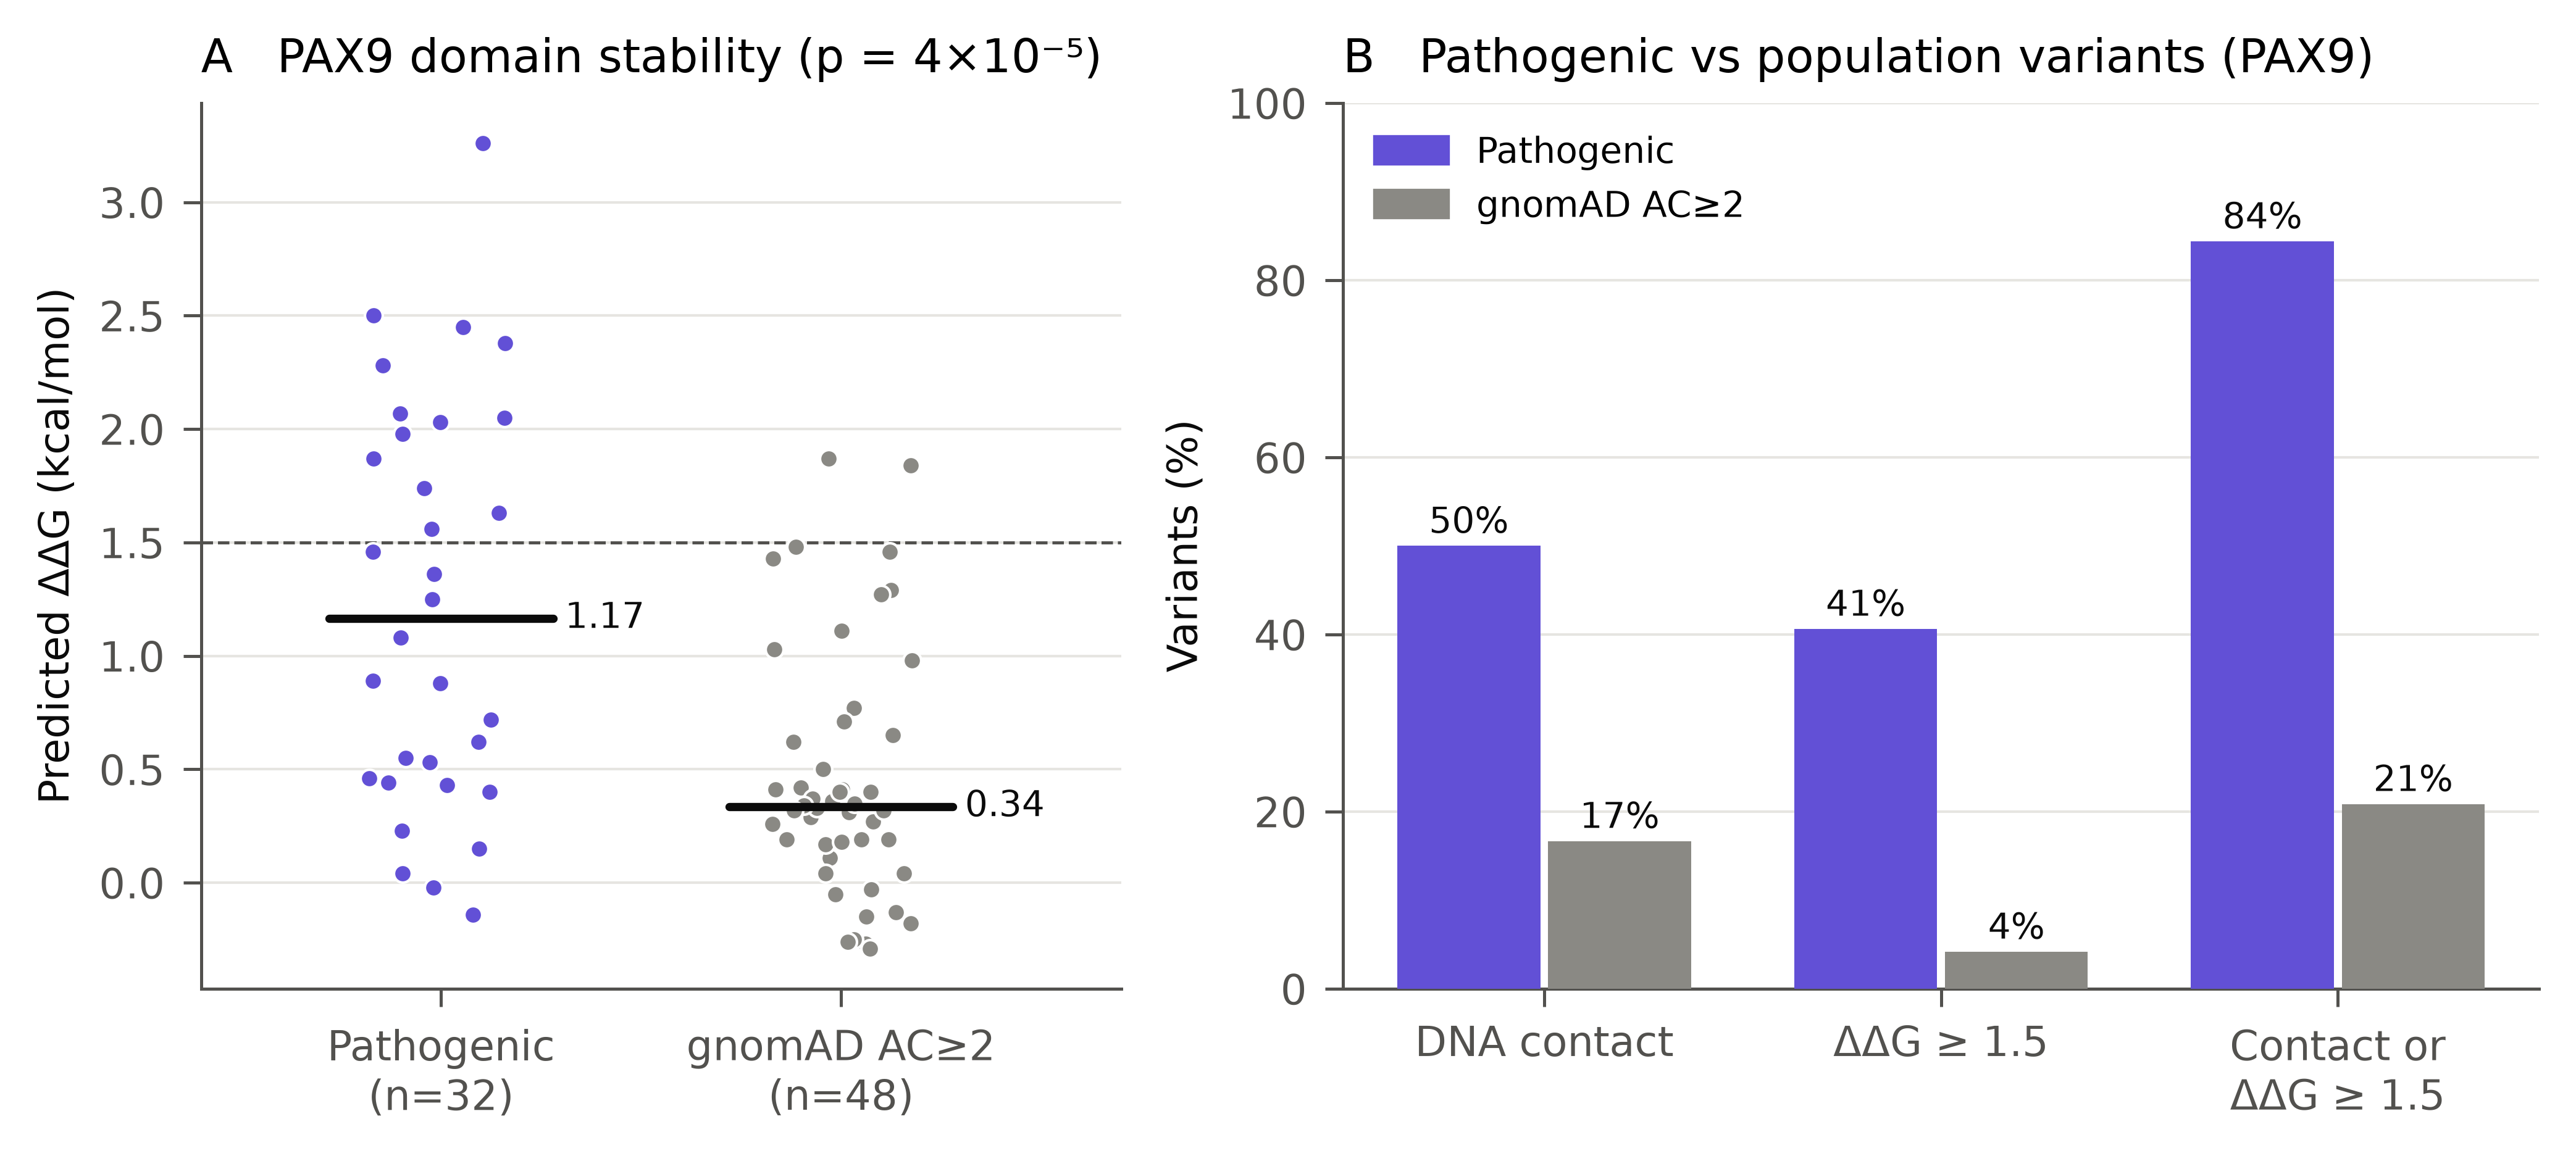 A PAX9 domain stability (p = 4×10⁻⁵)
Predicted ΔΔG (kcal/mol)
3.0
2.5
2.0
1.5
1.0
0.5
0.0
1.17
0.34
Pathogenic
(n=32)
gnomAD AC≥2
(n=48)
B Pathogenic vs population variants (PAX9)
Variants (%)
100
80
60
40
20
0
Pathogenic
gnomAD AC≥2
50%
17%
41%
4%
84%
21%
DNA contact
ΔΔG ≥ 1.5
Contact or
ΔΔG ≥ 1.5